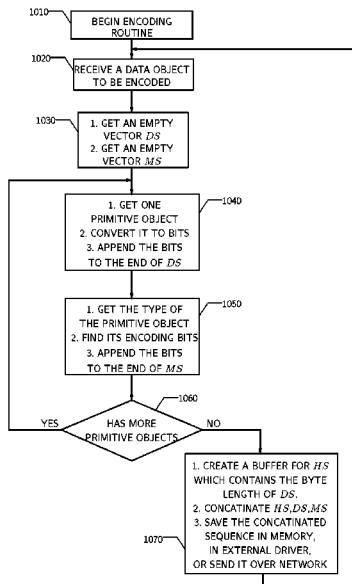 1010
BEGIN ENCODING
ROUTINE
1020
RECEIVE A DATA OBJECT
TO BE ENCODED
1030
1. GET AN EMPTY
VECTOR DS
2. GET AN EMPTY
VECTOR MS
1040
1. GET ONE
PRIMITIVE OBJECT
2. CONVERT IT TO BITS
3. APPEND THE BITS
TO THE END OF DS
1050
1. GET THE TYPE OF
THE PRIMITIVE OBJECT
2. FIND ITS ENCODING BITS
3. APPEND THE BITS
TO THE END OF MS
1060
YES
HAS MORE
PRIMITIVE OBJECTS
NO
1. CREATE A BUFFER FOR HS
WHICH CONTAINS THE BYTE
LENGTH OF DS.
2. CONCATINATE HS,DS,MS
3. SAVE THE CONCATINATED
SEQUENCE IN MEMORY,
IN EXTERNAL DRIVER,
OR SEND IT OVER NETWORK
1070